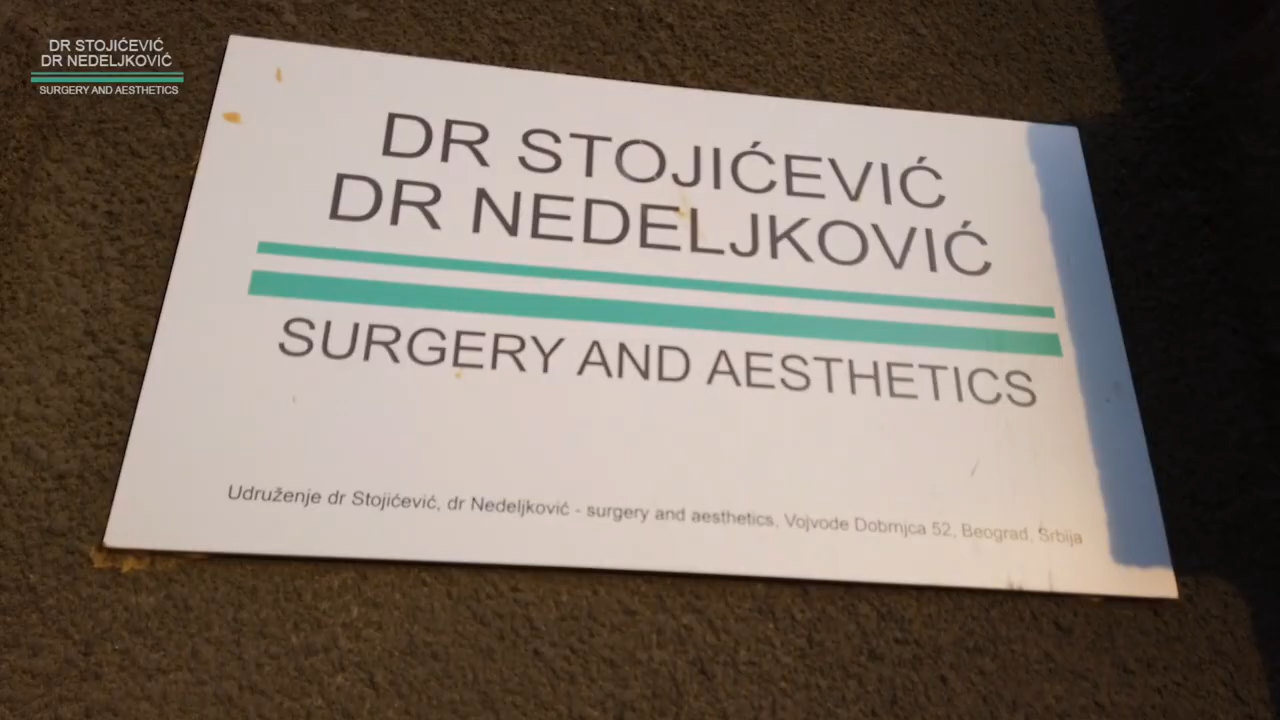 DR STOJIĆEVIĆ
DR NEDELJKOVIĆ
SURGERY AND AESTHETICS
DR STOJIĆEVIĆ
DR NEDELJKOVIĆ
SURGERY AND AESTHETICS
Udruženje dr Stojićević, dr Nedeljković - surgery and aesthetics, Vojvode Dobrnjca 52, Beograd, Srbija